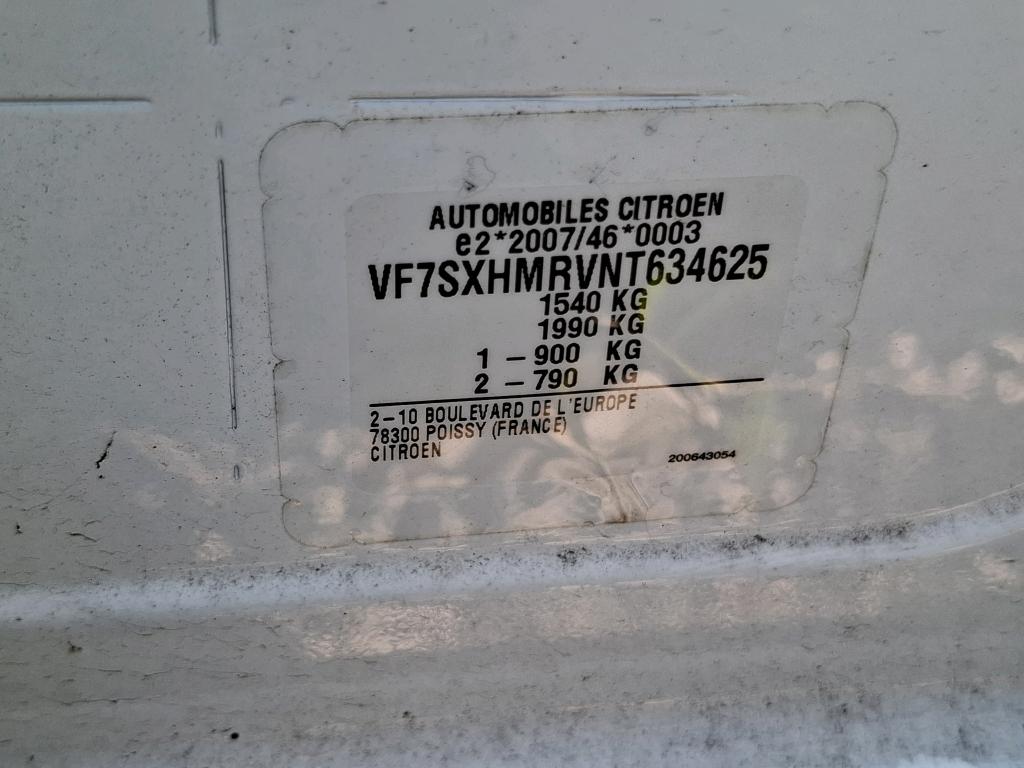 AUTOMOBILES CITROEN
e2*2007/46*0003
VF7SXHMRVNT634625
1540 KG
1990 KG
1 – 900 KG
2 – 790 KG
2–10 BOULEVARD DE L'EUROPE
78300 POISSY (FRANCE)
CITROEN
200643054